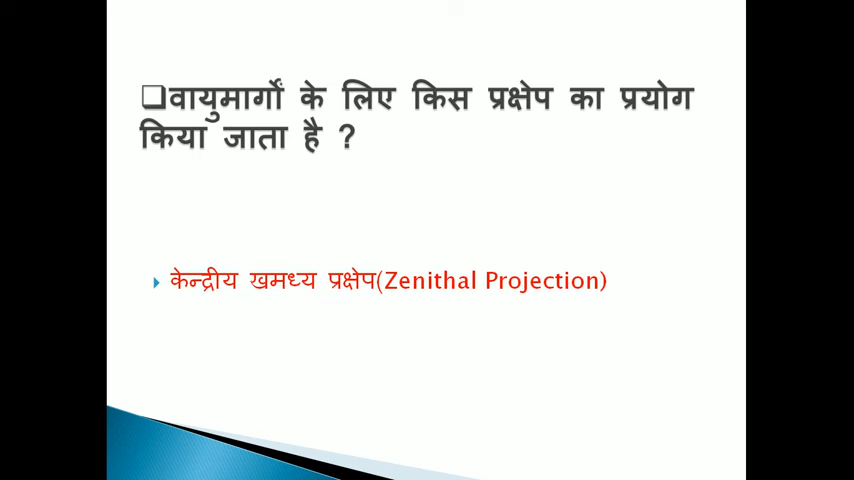 ❑वायुमार्गों के लिए किस प्रक्षेप का प्रयोग
किया जाता है ?
केन्द्रीय खमध्य प्रक्षेप(Zenithal Projection)